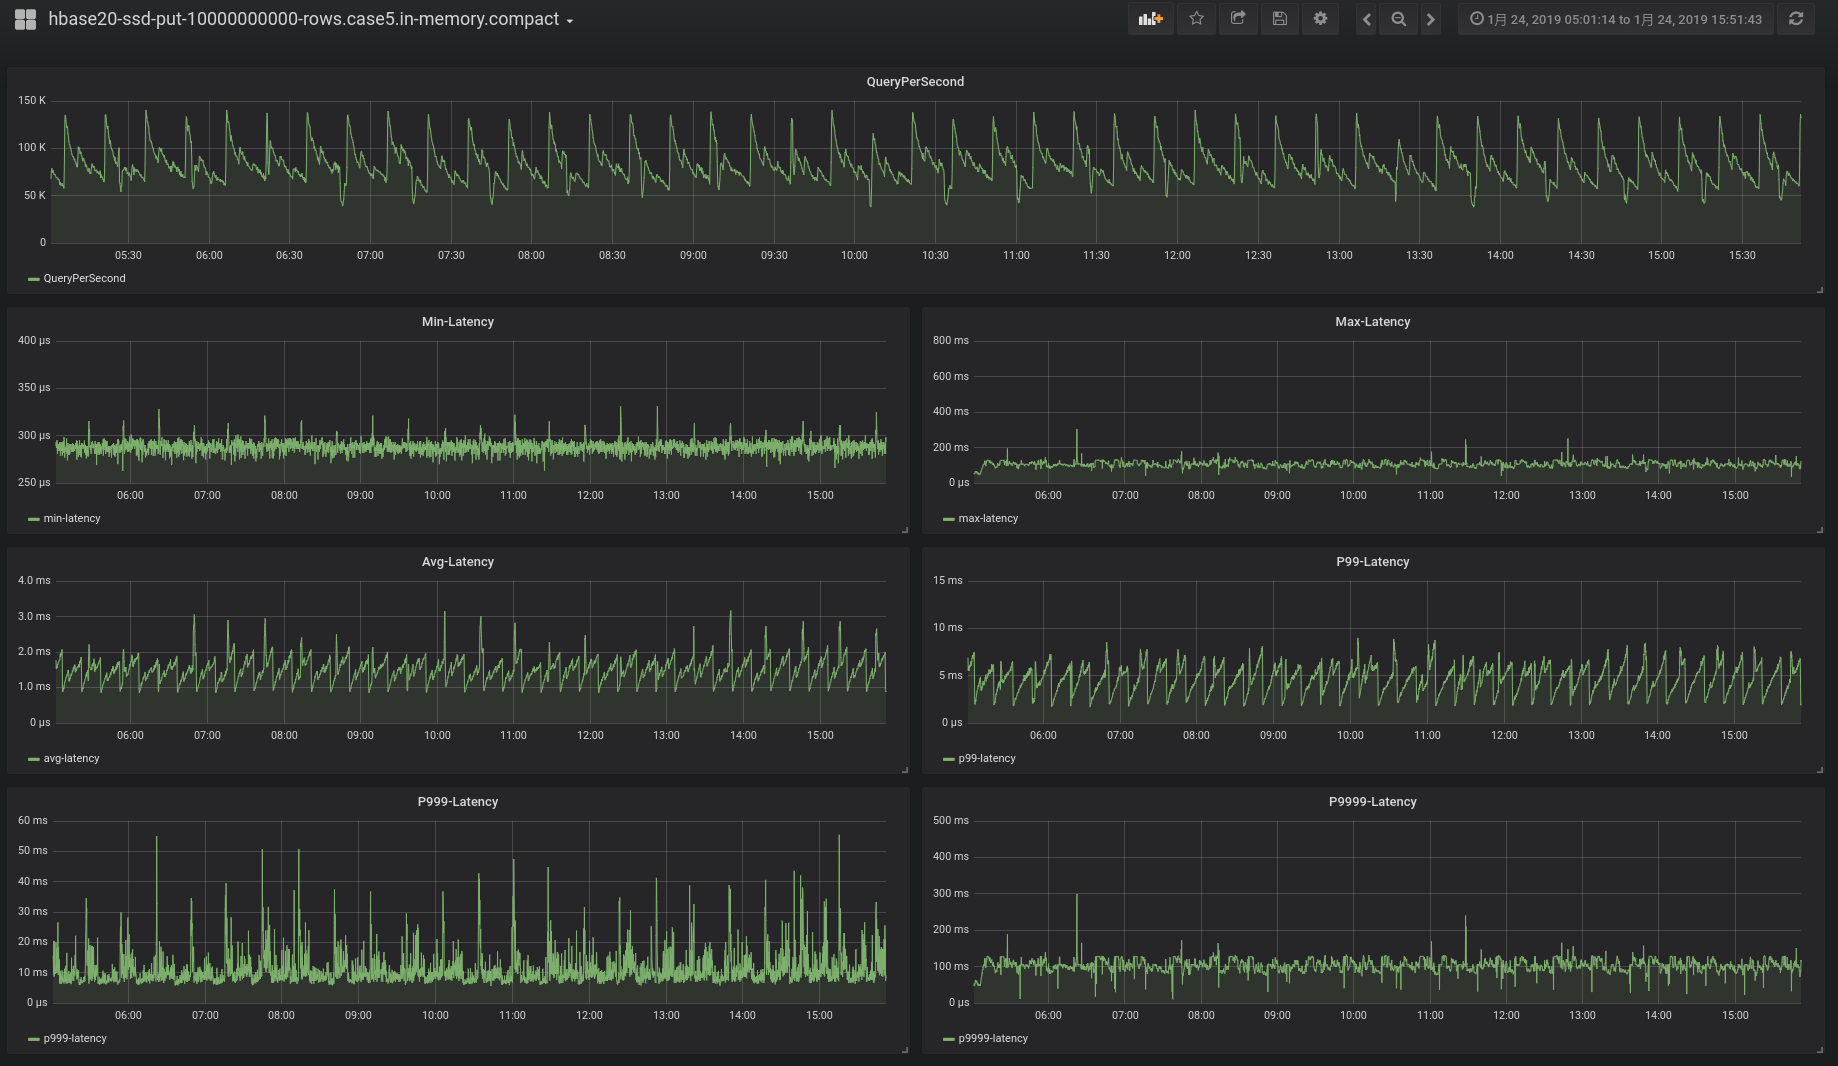 hbase20-ssd-put-10000000000-rows.case5.in-memory.compact
1月 24, 2019 05:01:14 to 1月 24, 2019 15:51:43
QueryPerSecond
150 K
100 K
50 K
0
05:30 06:00 06:30 07:00 07:30 08:00 08:30 09:00 09:30 10:00 10:30 11:00 11:30 12:00 12:30 13:00 13:30 14:00 14:30 15:00 15:30
QueryPerSecond
Min-Latency
400 µs
350 µs
300 µs
250 µs
06:00 07:00 08:00 09:00 10:00 11:00 12:00 13:00 14:00 15:00
min-latency
Max-Latency
800 ms
600 ms
400 ms
200 ms
0 µs
06:00 07:00 08:00 09:00 10:00 11:00 12:00 13:00 14:00 15:00
max-latency
Avg-Latency
4.0 ms
3.0 ms
2.0 ms
1.0 ms
0 µs
06:00 07:00 08:00 09:00 10:00 11:00 12:00 13:00 14:00 15:00
avg-latency
P99-Latency
15 ms
10 ms
5 ms
0 µs
06:00 07:00 08:00 09:00 10:00 11:00 12:00 13:00 14:00 15:00
p99-latency
P999-Latency
60 ms
50 ms
40 ms
30 ms
20 ms
10 ms
0 µs
06:00 07:00 08:00 09:00 10:00 11:00 12:00 13:00 14:00 15:00
p999-latency
P9999-Latency
500 ms
400 ms
300 ms
200 ms
100 ms
0 µs
06:00 07:00 08:00 09:00 10:00 11:00 12:00 13:00 14:00 15:00
p9999-latency